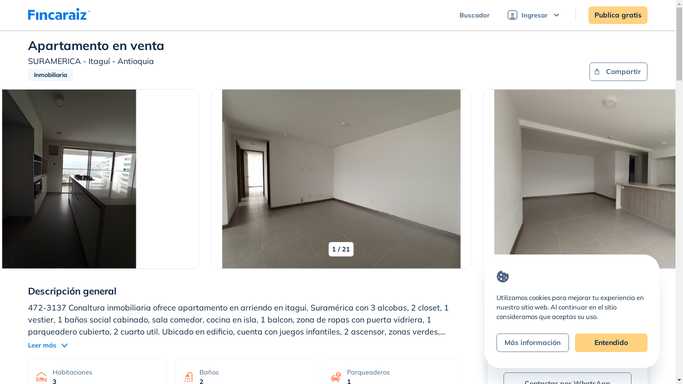 Fincaraiz
Buscador
Ingresar
Publica gratis
Apartamento en venta
SURAMERICA - Itaguí - Antioquia
Inmobiliaria
Compartir
1 / 21
Descripción general
472-3137 Conaltura inmobiliaria ofrece apartamento en arriendo en itagui, Suramérica con 3 alcobas, 2 closet, 1
vestier, 1 baños social cabinado, sala comedor, cocina en isla, 1 balcon, zona de ropas con puerta vidriera, 1
parqueadero cubierto, 2 cuarto util. Ubicado en edificio, cuenta con juegos infantiles, 2 ascensor, zonas verdes,...
Leer más
Habitaciones
3
Baños
2
Parqueaderos
1
Utilizamos cookies para mejorar tu experiencia en
nuestro sitio web. Al continuar en el sitio
consideramos que aceptas su uso.
Más información
Entendido
Contactar por WhatsApp